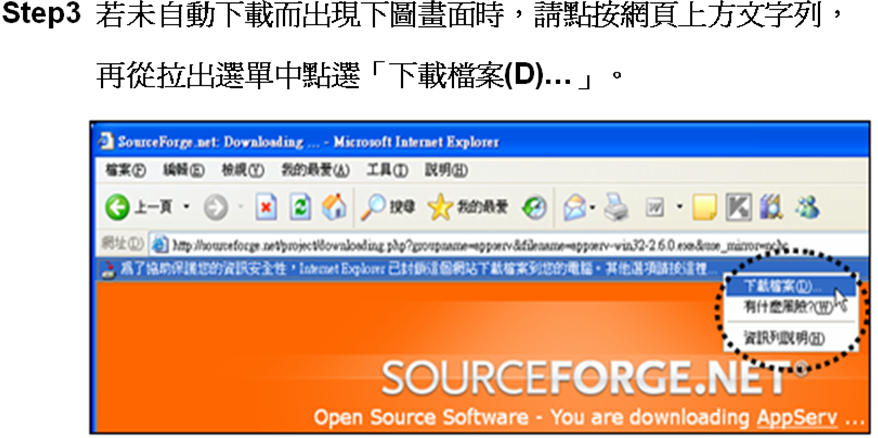 Step3 若未自動下載而出現下圖畫面時，請點按網頁上方文字列，
再從拉出選單中點選「下載檔案(D)...」。
SourceForge.net: Downloading .... - Microsoft Internet Explorer
檔案(F) 編輯(E) 檢視(V) 我的最愛(A) 工具(T) 說明(H)
上一頁 搜尋 我的最愛
網址(D) http://sourceforge.net/project/downloading.php?groupname=appserv&filename=appserv-win32-2.6.0.exe&use_mirror=nchc
為了協助保護您的資訊安全性，Internet Explorer 已封鎖這個網站下載檔案到您的電腦。其他選項請按這裡...
下載檔案(D)...
有什麼風險?(W)
資訊列說明(H)
SOURCEFORGE.NET®
Open Source Software - You are downloading AppServ ...